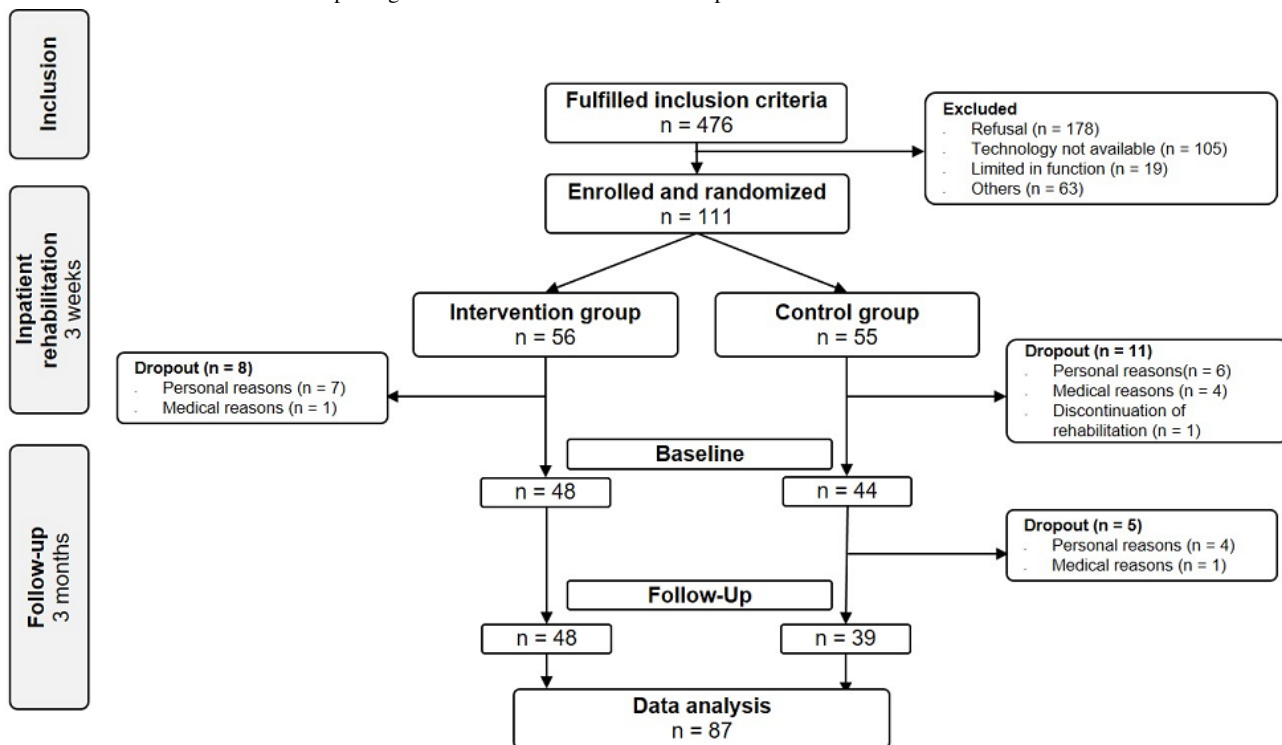 Inclusion
Fulfilled inclusion criteria
n = 476
Excluded
. Refusal (n = 178)
. Technology not available (n = 105)
. Limited in function (n = 19)
. Others (n = 63)
Enrolled and randomized
n = 111
Inpatient
rehabilitation
3 weeks
Intervention group
n = 56
Control group
n = 55
Dropout (n = 8)
. Personal reasons (n = 7)
. Medical reasons (n = 1)
Dropout (n = 11)
. Personal reasons(n = 6)
. Medical reasons (n = 4)
. Discontinuation of
rehabilitation (n = 1)
Baseline
n = 48
n = 44
Follow-up
3 months
Dropout (n = 5)
. Personal reasons (n = 4)
. Medical reasons (n = 1)
Follow-Up
n = 48
n = 39
Data analysis
n = 87